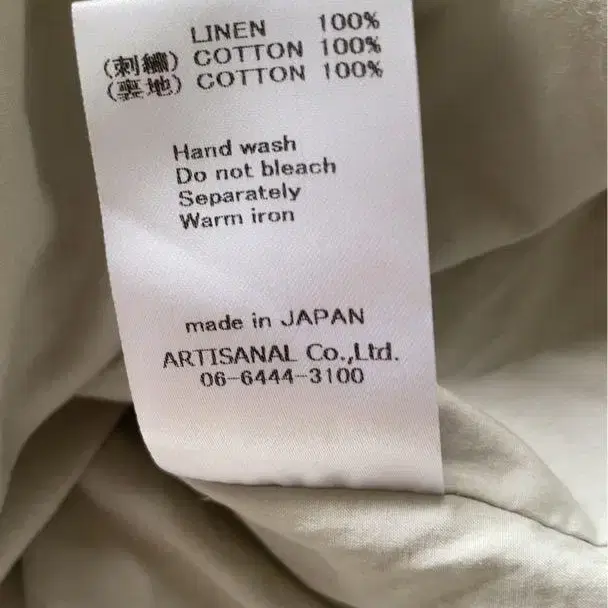 LINEN 100%
(刺繍) COTTON 100%
(裏地) COTTON 100%
Hand wash
Do not bleach
Separately
Warm iron
made in JAPAN
ARTISANAL Co.,Ltd.
06-6444-3100